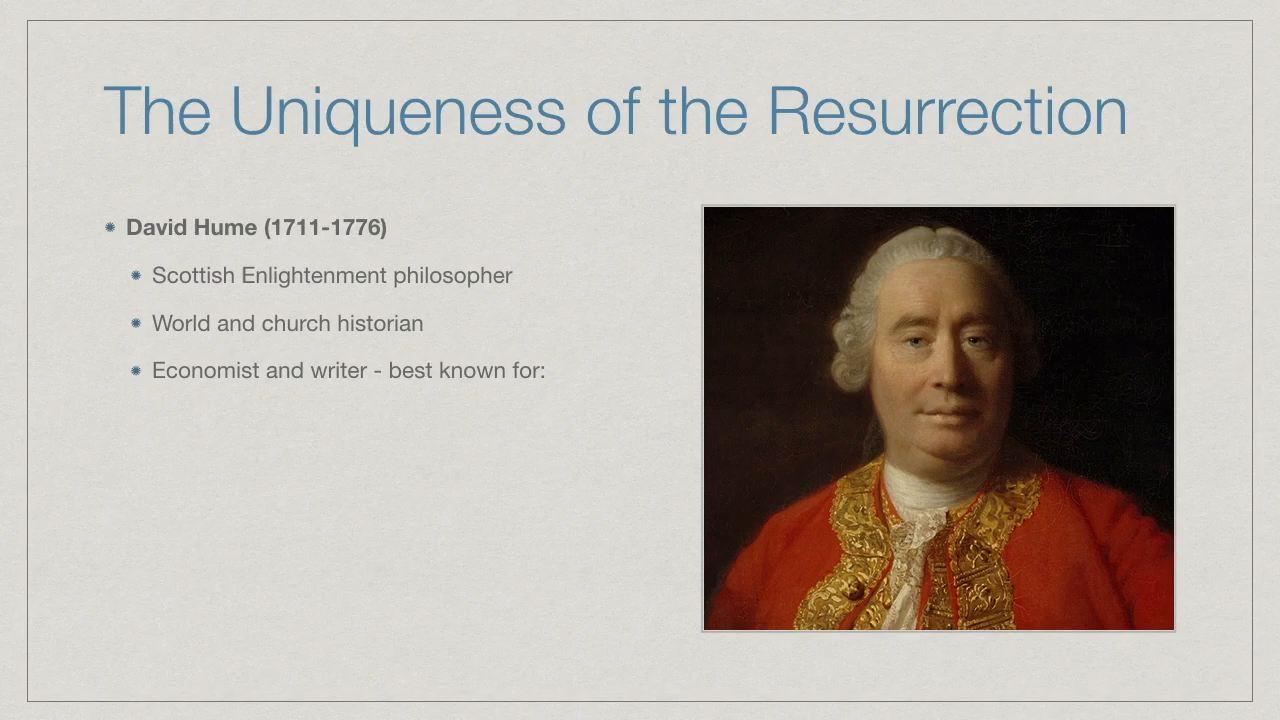 The Uniqueness of the Resurrection
David Hume (1711-1776)
Scottish Enlightenment philosopher
World and church historian
Economist and writer - best known for: